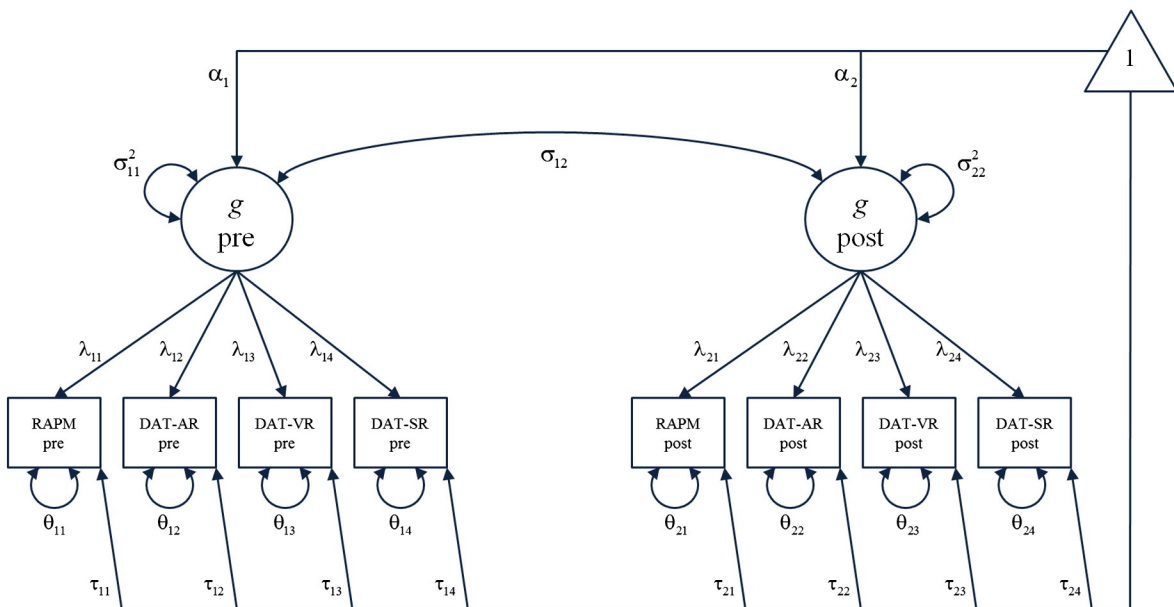 1
α₁
α₂
σ²₁₁
σ₁₂
σ²₂₂
g
pre
g
post
λ₁₁
λ₁₂
λ₁₃
λ₁₄
λ₂₁
λ₂₂
λ₂₃
λ₂₄
RAPM
pre
DAT-AR
pre
DAT-VR
pre
DAT-SR
pre
RAPM
post
DAT-AR
post
DAT-VR
post
DAT-SR
post
θ₁₁
θ₁₂
θ₁₃
θ₁₄
θ₂₁
θ₂₂
θ₂₃
θ₂₄
τ₁₁
τ₁₂
τ₁₃
τ₁₄
τ₂₁
τ₂₂
τ₂₃
τ₂₄